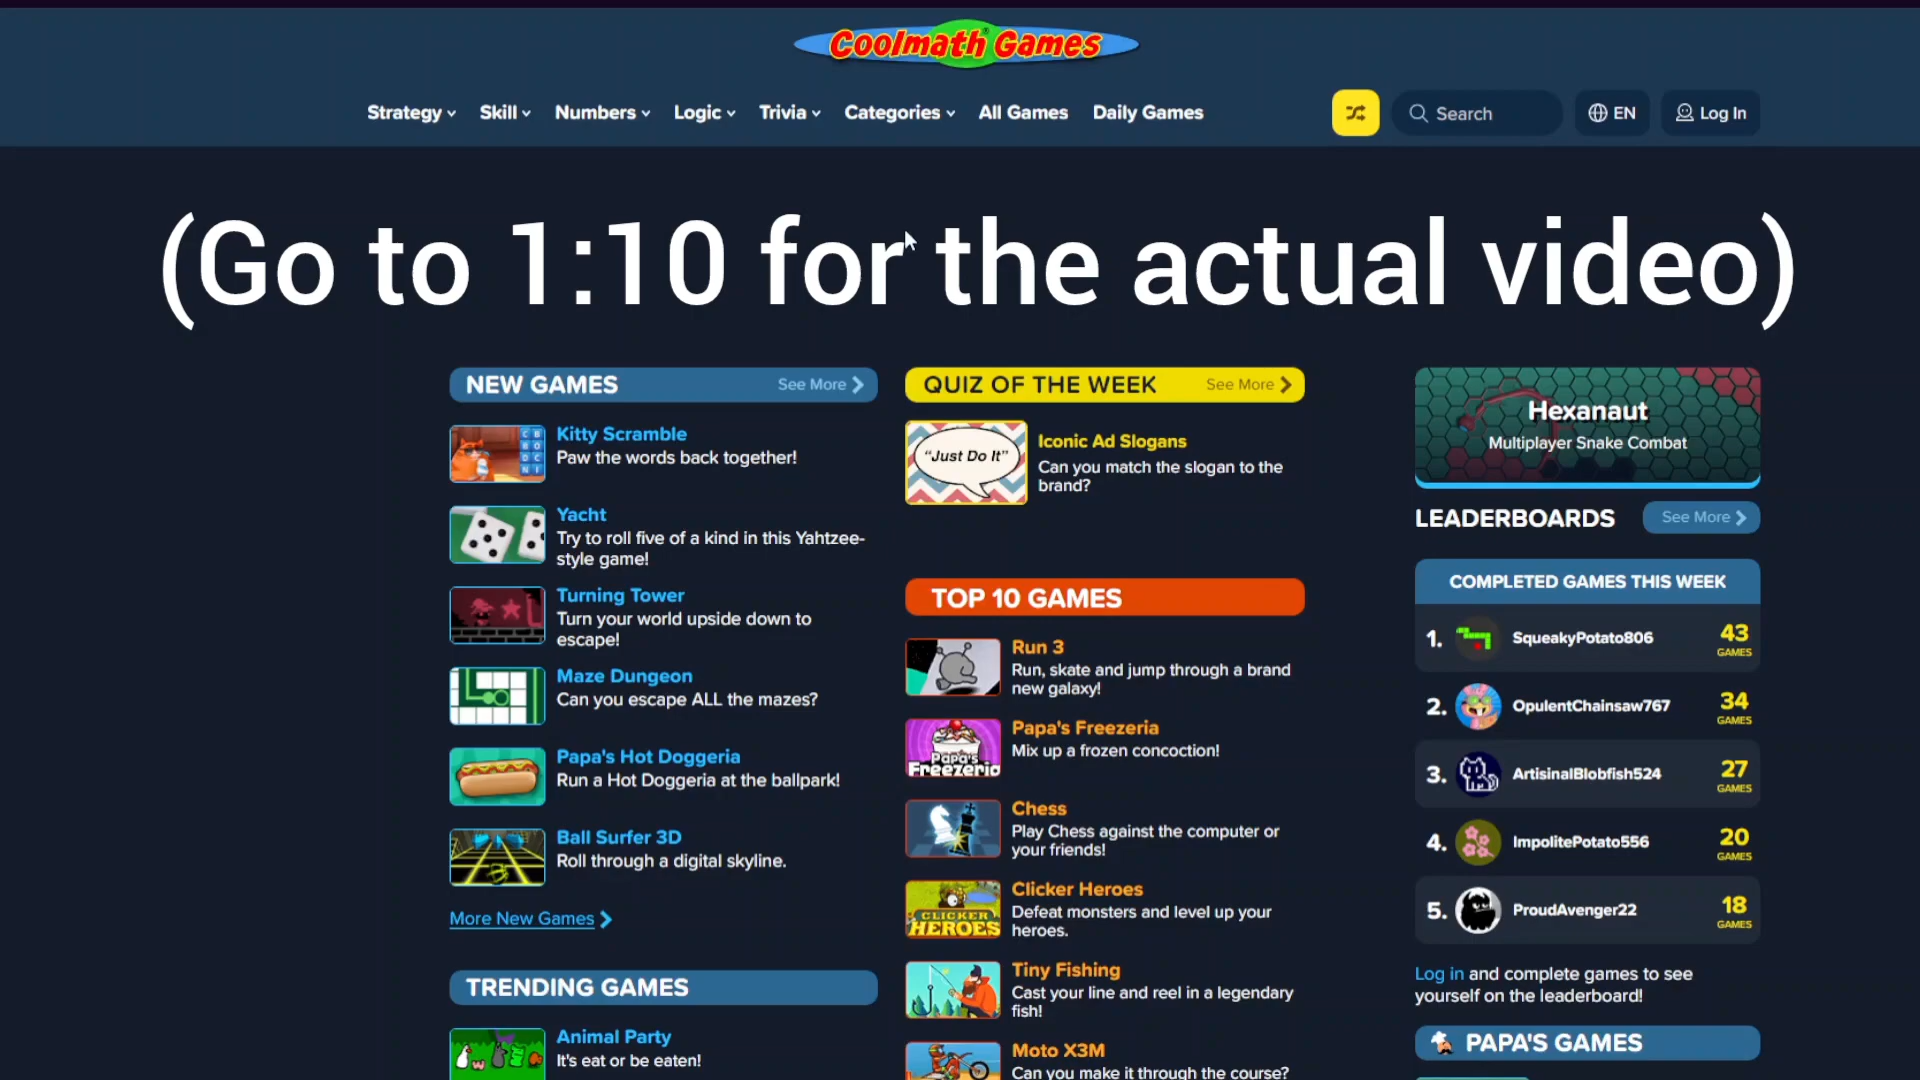 Coolmath Games
Strategy Skill Numbers Logic Trivia Categories All Games Daily Games Search EN Log In
(Go to 1:10 for the actual video)
NEW GAMES See More
Kitty Scramble
Paw the words back together!
Yacht
Try to roll five of a kind in this Yahtzee-
style game!
Turning Tower
Turn your world upside down to
escape!
Maze Dungeon
Can you escape ALL the mazes?
Papa's Hot Doggeria
Run a Hot Doggeria at the ballpark!
Ball Surfer 3D
Roll through a digital skyline.
More New Games
TRENDING GAMES
Animal Party
It's eat or be eaten!
QUIZ OF THE WEEK See More
"Just Do It"
Iconic Ad Slogans
Can you match the slogan to the
brand?
TOP 10 GAMES
Run 3
Run, skate and jump through a brand
new galaxy!
Papa's
Freezeria
Papa's Freezeria
Mix up a frozen concoction!
Chess
Play Chess against the computer or
your friends!
CLICKER
HEROES
Clicker Heroes
Defeat monsters and level up your
heroes.
Tiny Fishing
Cast your line and reel in a legendary
fish!
Moto X3M
Can you make it through the course?
Hexanaut
Multiplayer Snake Combat
LEADERBOARDS See More
COMPLETED GAMES THIS WEEK
1. SqueakyPotato806 43
GAMES
2. OpulentChainsaw767 34
GAMES
3. ArtisinalBlobfish524 27
GAMES
4. ImpolitePotato556 20
GAMES
5. ProudAvenger22 18
GAMES
Log in and complete games to see
yourself on the leaderboard!
PAPA'S GAMES